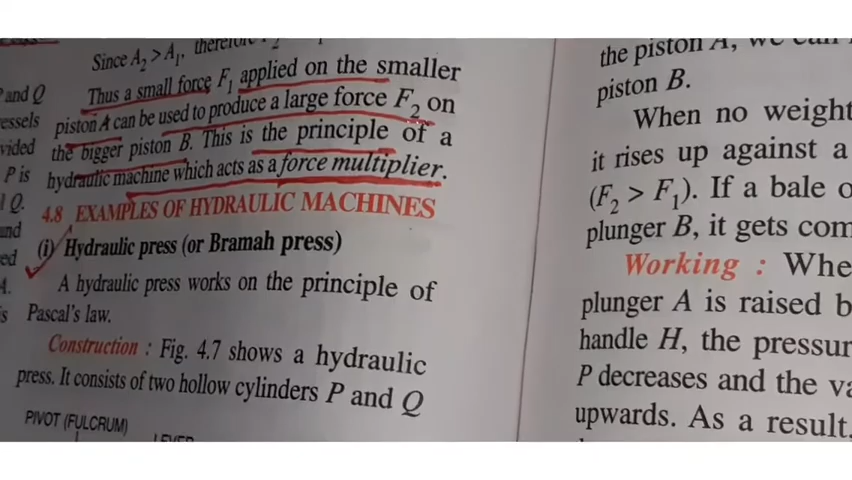 Since A₂ > A₁, therefore
Thus a small force F₁ applied on the smaller
piston A can be used to produce a large force F₂ on
the bigger piston B. This is the principle of a
hydraulic machine which acts as a force multiplier.
4.8 EXAMPLES OF HYDRAULIC MACHINES
(i) Hydraulic press (or Bramah press)
A hydraulic press works on the principle of
Pascal's law.
Construction : Fig. 4.7 shows a hydraulic
press. It consists of two hollow cylinders P and Q
PIVOT (FULCRUM)
LEVER
P and Q
essels
vided
P is
Q.
and
ed
A.
is
the piston A, we can
piston B.
When no weight
it rises up against a
(F₂ > F₁). If a bale o
plunger B, it gets com
Working : Whe
plunger A is raised b
handle H, the pressur
P decreases and the va
upwards. As a result,